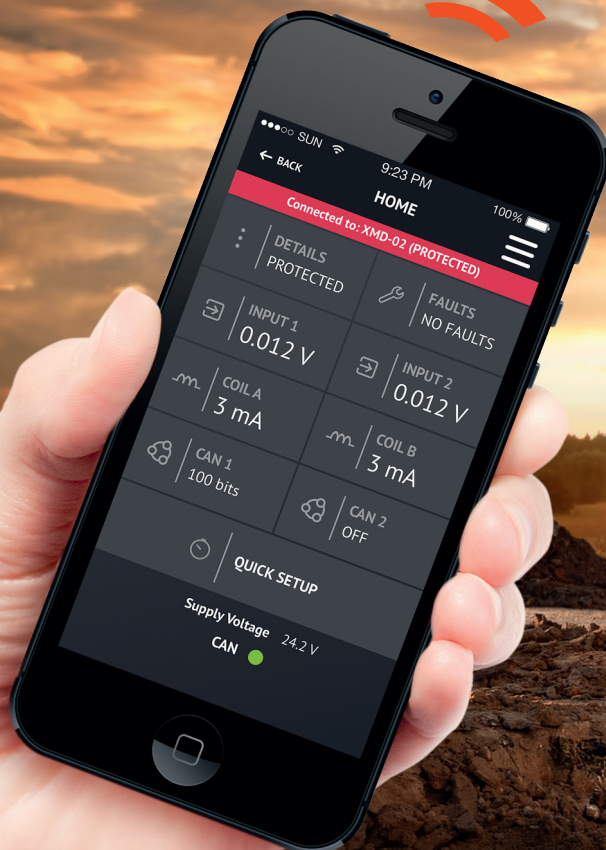 SUN 9:23 PM 100%
← BACK
HOME
Connected to: XMD-02 (PROTECTED)
DETAILS
PROTECTED
FAULTS
NO FAULTS
INPUT 1
0.012 V
INPUT 2
0.012 V
COIL A
3 mA
COIL B
3 mA
CAN 1
100 bits
CAN 2
OFF
QUICK SETUP
Supply Voltage 24.2 V
CAN